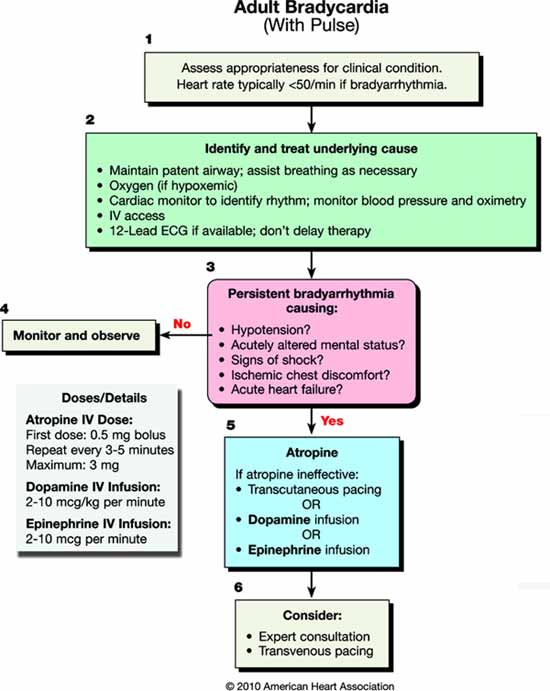 Adult Bradycardia
(With Pulse)
1
Assess appropriateness for clinical condition.
Heart rate typically <50/min if bradyarrhythmia.
2
Identify and treat underlying cause
• Maintain patent airway; assist breathing as necessary
• Oxygen (if hypoxemic)
• Cardiac monitor to identify rhythm; monitor blood pressure and oximetry
• IV access
• 12-Lead ECG if available; don't delay therapy
3
Persistent bradyarrhythmia
causing:
• Hypotension?
• Acutely altered mental status?
• Signs of shock?
• Ischemic chest discomfort?
• Acute heart failure?
4
No
Monitor and observe
Doses/Details
Atropine IV Dose:
First dose: 0.5 mg bolus
Repeat every 3-5 minutes
Maximum: 3 mg
Dopamine IV Infusion:
2-10 mcg/kg per minute
Epinephrine IV Infusion:
2-10 mcg per minute
Yes
5
Atropine
If atropine ineffective:
• Transcutaneous pacing
OR
• Dopamine infusion
OR
• Epinephrine infusion
6
Consider:
• Expert consultation
• Transvenous pacing
© 2010 American Heart Association